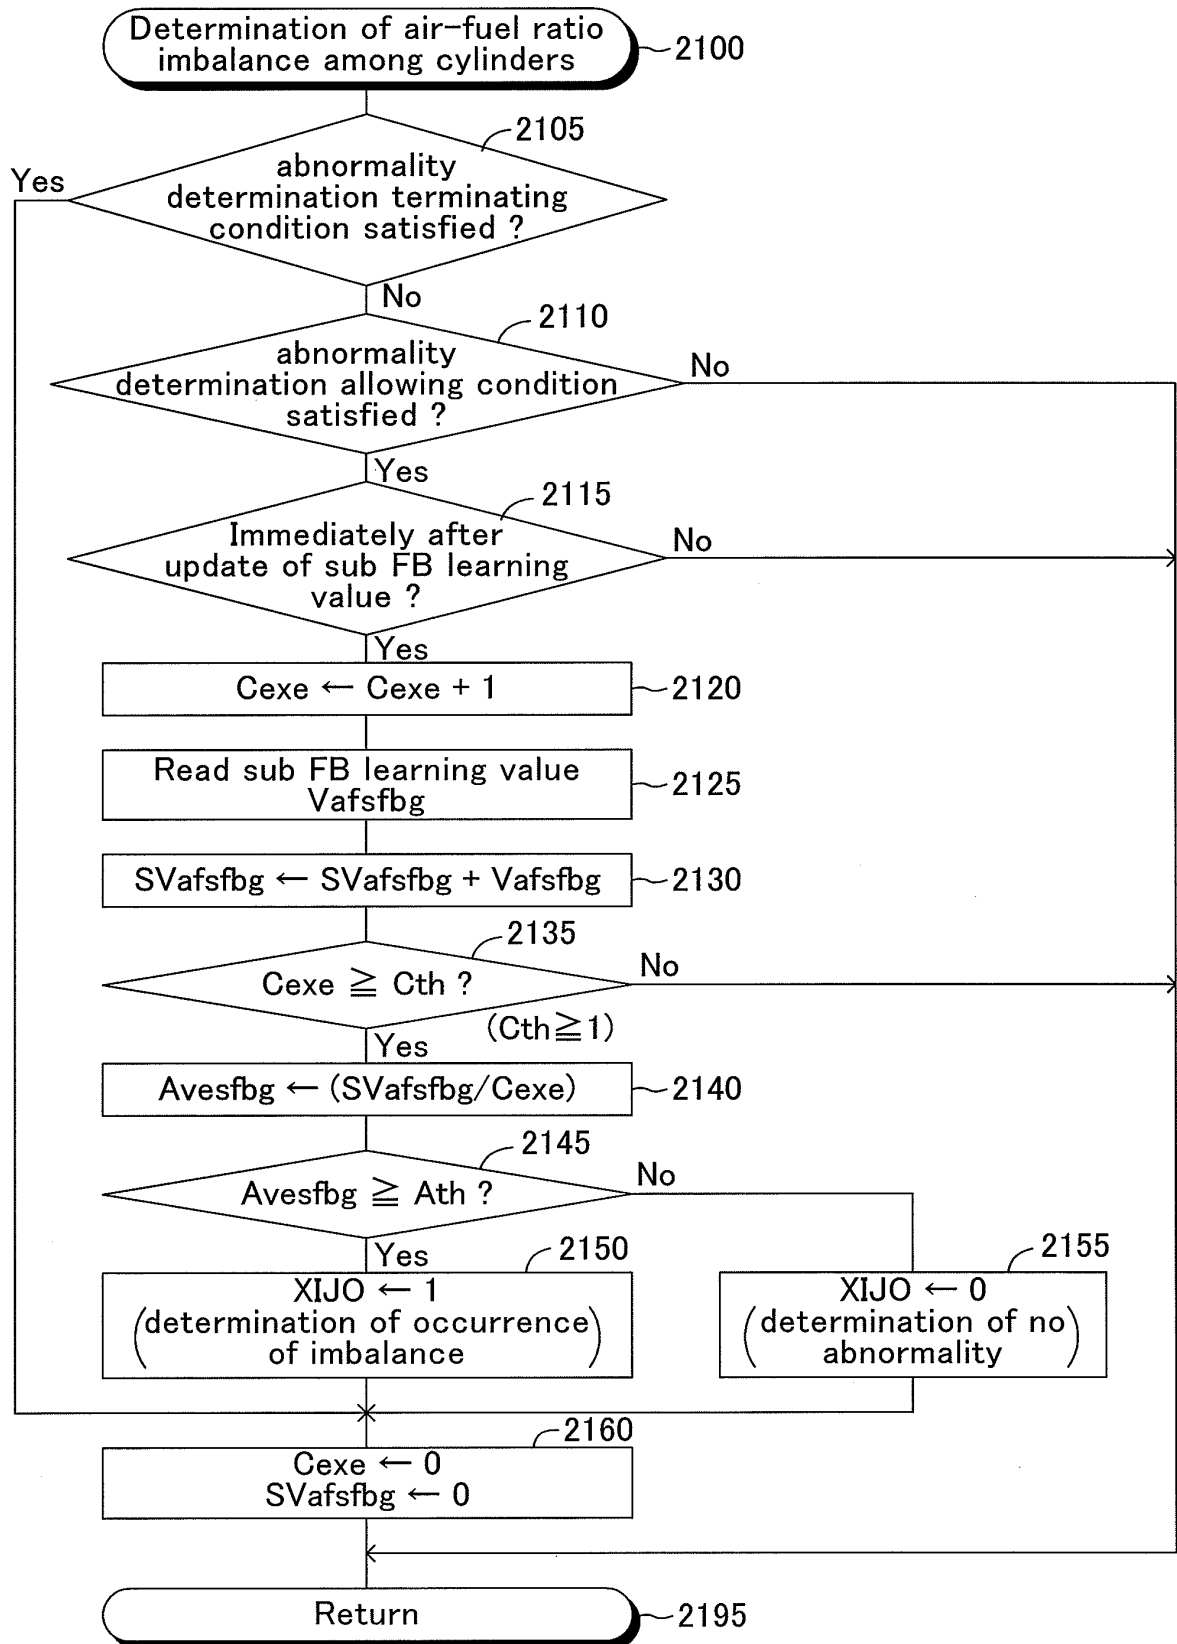 Determination of air-fuel ratio
imbalance among cylinders
2100
2105
abnormality
determination terminating
condition satisfied ?
Yes
No
2110
abnormality
determination allowing condition
satisfied ?
No
Yes
2115
Immediately after
update of sub FB learning
value ?
No
Yes
Cexe ← Cexe + 1
2120
Read sub FB learning value
Vafsfbg
2125
SVafsfbg ← SVafsfbg + Vafsfbg
2130
2135
Cexe ≧ Cth ?
No
(Cth≧1)
Yes
Avesfbg ← (SVafsfbg/Cexe)
2140
2145
Avesfbg ≧ Ath ?
No
Yes
2150
XIJO ← 1
(determination of occurrence
of imbalance)
2155
XIJO ← 0
(determination of no
abnormality)
2160
Cexe ← 0
SVafsfbg ← 0
Return
2195